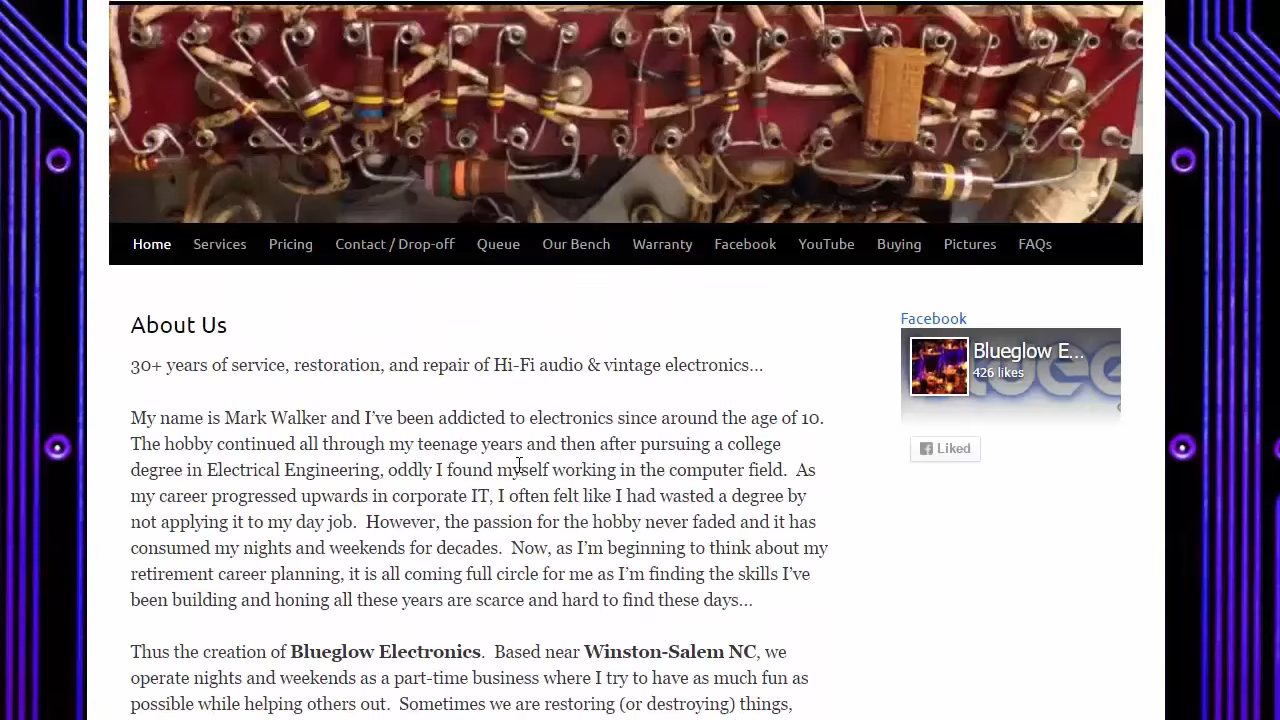 Home Services Pricing Contact / Drop-off Queue Our Bench Warranty Facebook YouTube Buying Pictures FAQs
About Us
30+ years of service, restoration, and repair of Hi-Fi audio & vintage electronics…
My name is Mark Walker and I’ve been addicted to electronics since around the age of 10.
The hobby continued all through my teenage years and then after pursuing a college
degree in Electrical Engineering, oddly I found myself working in the computer field.  As
my career progressed upwards in corporate IT, I often felt like I had wasted a degree by
not applying it to my day job.  However, the passion for the hobby never faded and it has
consumed my nights and weekends for decades.  Now, as I’m beginning to think about my
retirement career planning, it is all coming full circle for me as I’m finding the skills I’ve
been building and honing all these years are scarce and hard to find these days…
Thus the creation of Blueglow Electronics.  Based near Winston-Salem NC, we
operate nights and weekends as a part-time business where I try to have as much fun as
possible while helping others out.  Sometimes we are restoring (or destroying) things,
Facebook
Blueglow E...
426 likes
Liked